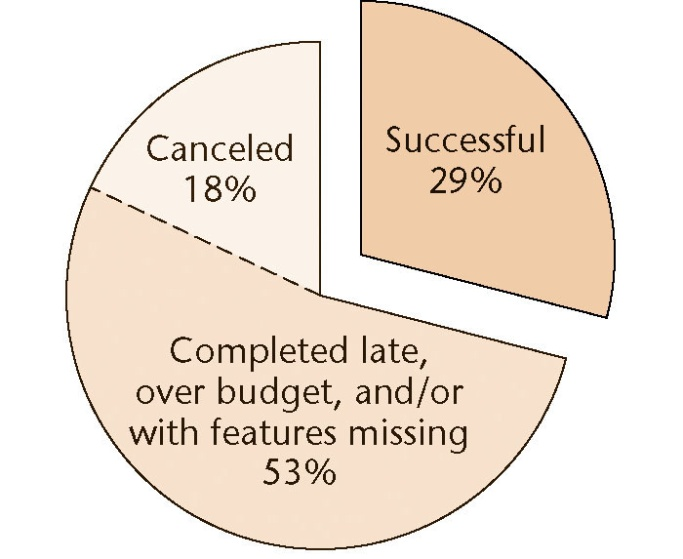 Canceled
18%
Successful
29%
Completed late,
over budget, and/or
with features missing
53%